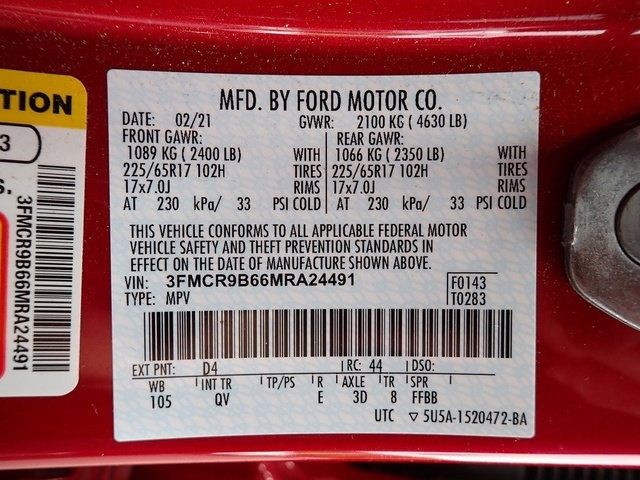 TION
3
S.
3FMCR9B66MRA24491
MFD. BY FORD MOTOR CO.
DATE: 02/21 GVWR: 2100 KG ( 4630 LB)
FRONT GAWR: REAR GAWR:
1089 KG ( 2400 LB) WITH 1066 KG ( 2350 LB) WITH
225/65R17 102H TIRES 225/65R17 102H TIRES
17x7.0J RIMS 17x7.0J RIMS
AT 230 kPa/ 33 PSI COLD AT 230 kPa/ 33 PSI COLD
THIS VEHICLE CONFORMS TO ALL APPLICABLE FEDERAL MOTOR
VEHICLE SAFETY AND THEFT PREVENTION STANDARDS IN
EFFECT ON THE DATE OF MANUFACTURE SHOWN ABOVE.
VIN: 3FMCR9B66MRA24491 F0143
TYPE: MPV T0283
EXT PNT: D4 RC: 44 DSO:
WB INT TR TP/PS R AXLE TR SPR
105 QV E 3D 8 FFBB
UTC ▽ 5U5A-1520472-BA